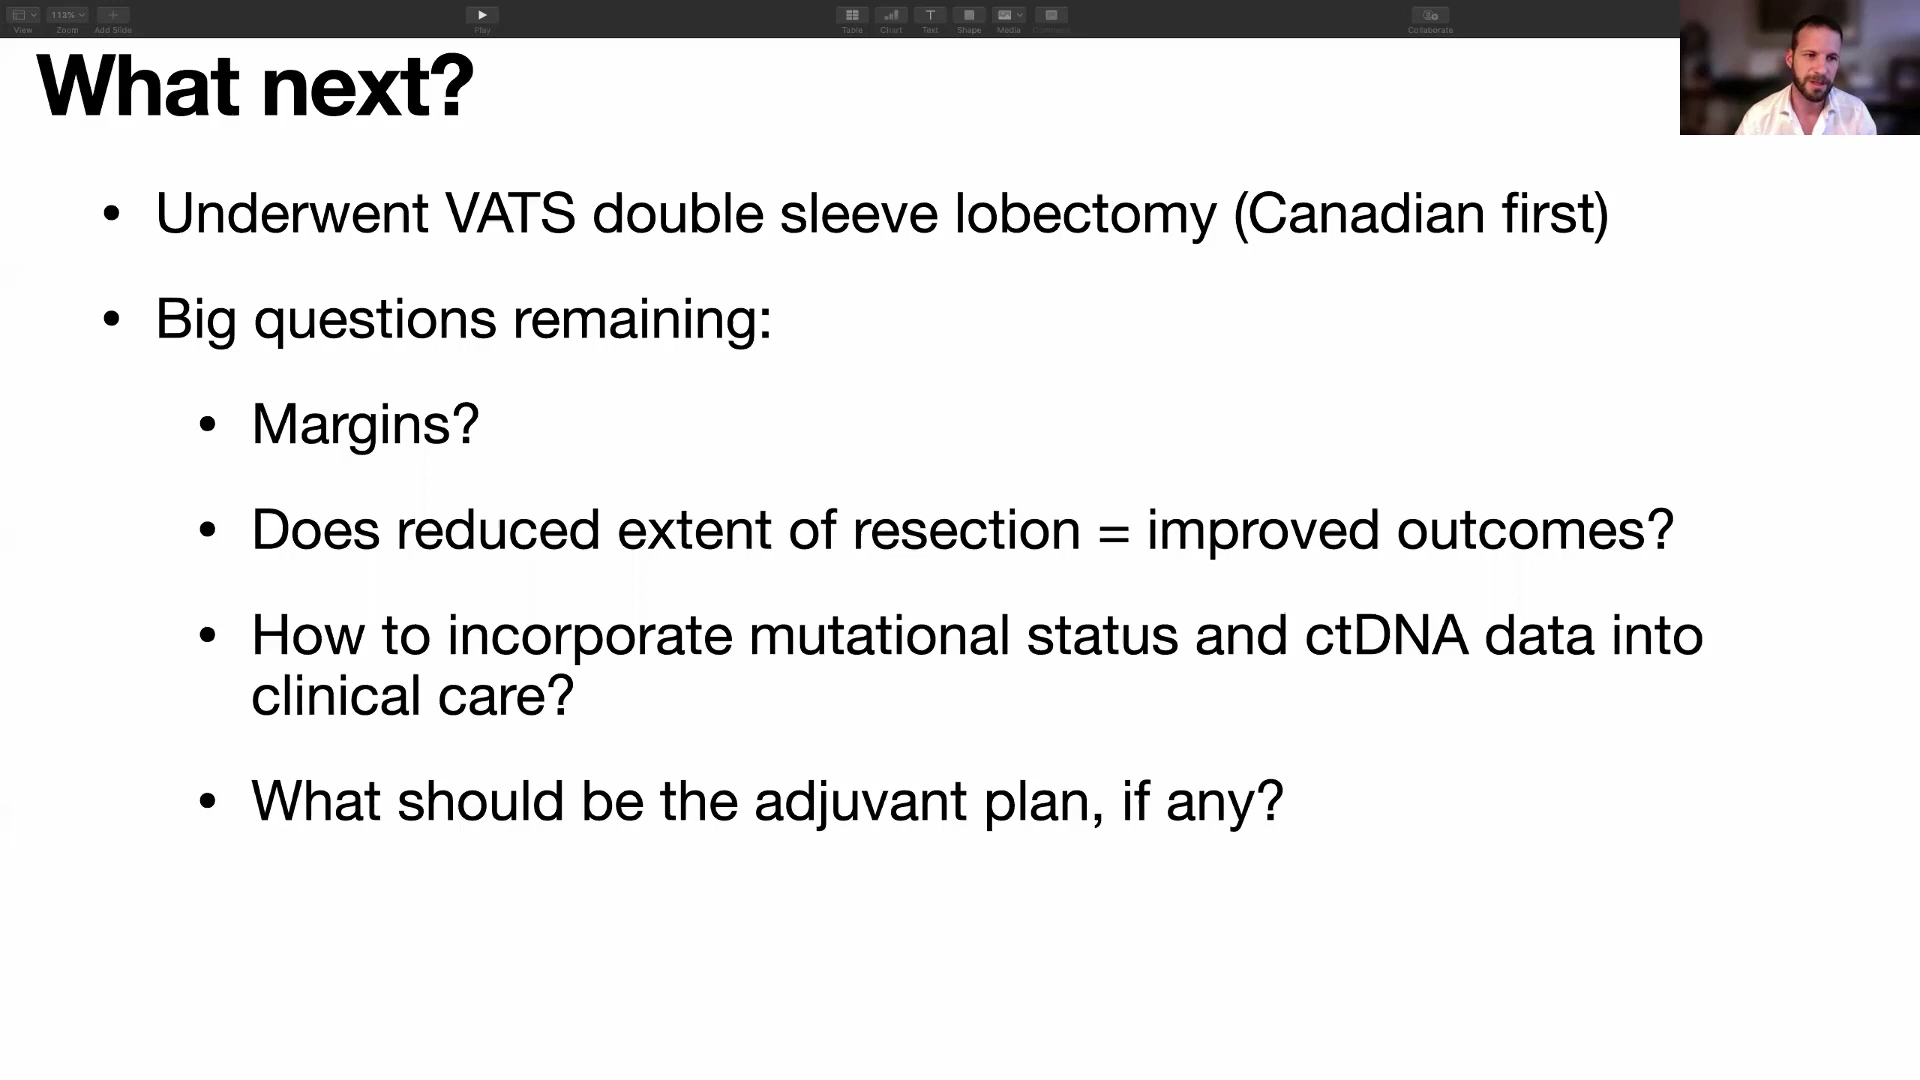 113%
View
Zoom
Add Slide
Play
Table
Chart
Text
Shape
Media
Comment
Collaborate
What next?
• Underwent VATS double sleeve lobectomy (Canadian first)
• Big questions remaining:
• Margins?
• Does reduced extent of resection = improved outcomes?
• How to incorporate mutational status and ctDNA data into
clinical care?
• What should be the adjuvant plan, if any?